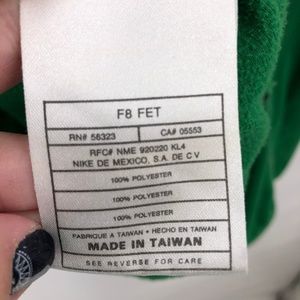 F8 FET
RN# 56323 CA# 05553
RFC# NME 920220 KL4
NIKE DE MEXICO, S.A. DE C V
100% POLYESTER
100% POLYESTER
100% POLYESTER
FABRIQUE A TAIWAN • HECHO EN TAIWAN
MADE IN TAIWAN
SEE REVERSE FOR CARE